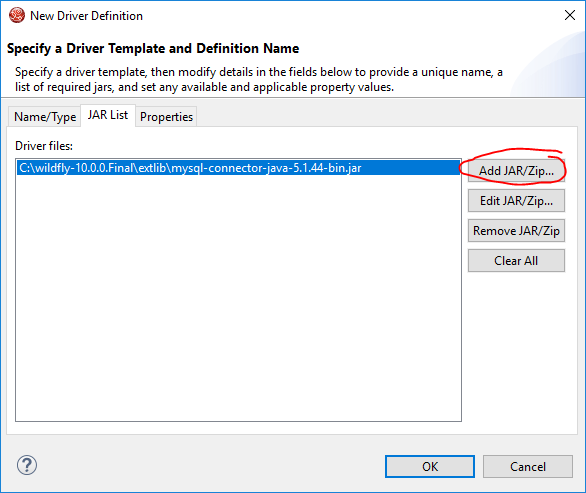 New Driver Definition
Specify a Driver Template and Definition Name
Specify a driver template, then modify details in the fields below to provide a unique name, a
list of required jars, and set any available and applicable property values.
Name/Type JAR List Properties
Driver files:
C:\wildfly-10.0.0.Final\extlib\mysql-connector-java-5.1.44-bin.jar
Add JAR/Zip...
Edit JAR/Zip...
Remove JAR/Zip
Clear All
?
OK Cancel